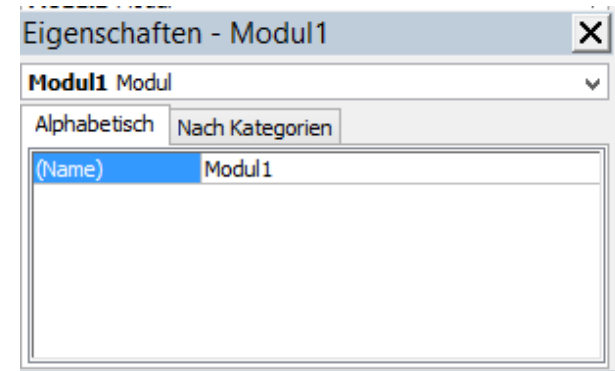 Eigenschaften - Modul1
Modul1 Modul
Alphabetisch Nach Kategorien
(Name) Modul1